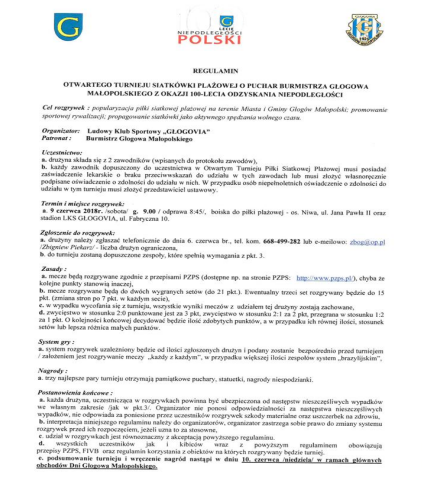 G
100
LECIE
NIEPODLEGŁOŚCI
POLSKI
REGULAMIN
OTWARTEGO TURNIEJU SIATKÓWKI PLAŻOWEJ O PUCHAR BURMISTRZA GŁOGOWA
MAŁOPOLSKIEGO Z OKAZJI 100-LECIA ODZYSKANIA NIEPODLEGŁOŚCI
Cel rozgrywek : popularyzacja piłki siatkowej plażowej na terenie Miasta i Gminy Głogów Małopolski; promowanie
sportowej rywalizacji; propagowanie siatkówki jako aktywnego spędzania wolnego czasu.
Organizator: Ludowy Klub Sportowy „GŁOGOVIA"
Patronat : Burmistrz Głogowa Małopolskiego
Uczestnictwo:
a. drużyna składa się z 2 zawodników (wpisanych do protokołu zawodów),
b. każdy zawodnik dopuszczony do uczestnictwa w Otwartym Turnieju Piłki Siatkowej Plażowej musi posiadać
zaświadczenie lekarskie o braku przeciwwskazań do udziału w tych zawodach lub musi złożyć własnoręcznie
podpisane oświadczenie o zdolności do udziału w nich. W przypadku osób niepełnoletnich oświadczenie o zdolności do
udziału w tym turnieju musi złożyć przedstawiciel ustawowy.
Termin i miejsce rozgrywek:
a. 9 czerwca 2018r. /sobota/ g. 9.00 / odprawa 8:45/, boiska do piłki plażowej - os. Niwa, ul. Jana Pawła II oraz
stadion LKS GŁOGOVIA, ul. Fabryczna 10.
Zgłoszenie do rozgrywek:
a. drużyny należy zgłaszać telefonicznie do dnia 6. czerwca br., tel. kom. 668-499-282 lub e-mailowo: zbog@op.pl
/Zbigniew Piekarz/ - liczba drużyn ograniczona,
b. do turnieju zostaną dopuszczone zespoły, które spełnią wymagania z pkt. 3.
Zasady :
a. mecze będą rozgrywane zgodnie z przepisami PZPS (dostępne np. na stronie PZPS: http://www.pzps.pl/), chyba że
kolejne punkty stanowią inaczej,
b. mecze rozgrywane będą do dwóch wygranych setów (do 21 pkt.). Ewentualny trzeci set rozgrywany będzie do 15
pkt. (zmiana stron po 7 pkt. w każdym secie),
c. w wypadku wycofania się z turnieju, wszystkie wyniki meczów z udziałem tej drużyny zostają zachowane,
d. zwycięstwo w stosunku 2:0 punktowane jest za 3 pkt, zwycięstwo w stosunku 2:1 za 2 pkt, przegrana w stosunku 1:2
za 1 pkt. O kolejności końcowej decydować będzie ilość zdobytych punktów, a w przypadku ich równej ilości, stosunek
setów lub lepsza różnica małych punktów.
System gry :
a. system rozgrywek uzależniony będzie od ilości zgłoszonych drużyn i podany zostanie bezpośrednio przed turniejem
/ założeniem jest rozgrywanie meczy „każdy z każdym", w przypadku większej ilości zespołów system „brazylijskim",
Nagrody :
a. trzy najlepsze pary turnieju otrzymają pamiątkowe puchary, statuetki, nagrody niespodzianki.
Postanowienia końcowe :
a. każda drużyna, uczestnicząca w rozgrywkach powinna być ubezpieczona od następstw nieszczęśliwych wypadków
we własnym zakresie /jak w pkt.3/. Organizator nie ponosi odpowiedzialności za następstwa nieszczęśliwych
wypadków, nie odpowiada za poniesione przez uczestników rozgrywek szkody materialne oraz uszczerbek na zdrowiu,
b. interpretacja niniejszego regulaminu należy do organizatorów, organizator zastrzega sobie prawo do zmiany systemu
rozgrywek przed ich rozpoczęciem, jeżeli uzna to za stosowne,
c. udział w rozgrywkach jest równoznaczny z akceptacją powyższego regulaminu.
d. wszystkich uczestników jak i kibiców wraz z powyższym regulaminem obowiązują
przepisy PZPS, FIVB oraz regulamin korzystania z obiektów na których rozgrywany będzie turniej.
e. podsumowanie turnieju i wręczenie nagród nastąpi w dniu 10. czerwca /niedziela/ w ramach głównych
obchodów Dni Głogowa Małopolskiego.